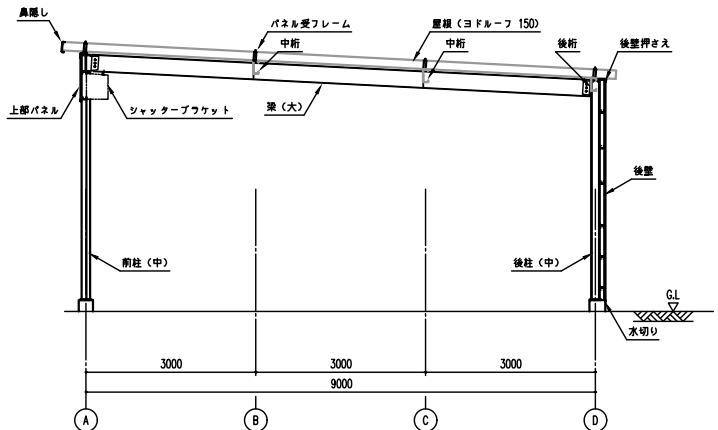 鼻隠し
パネル受フレーム
屋根（ヨドルーフ 150）
中桁
中桁
後桁
後壁押さえ
上部パネル
シャッターブラケット
梁（大）
後壁
前柱（中）
後柱（中）
G.L
水切り
3000
3000
3000
9000
A
B
C
D